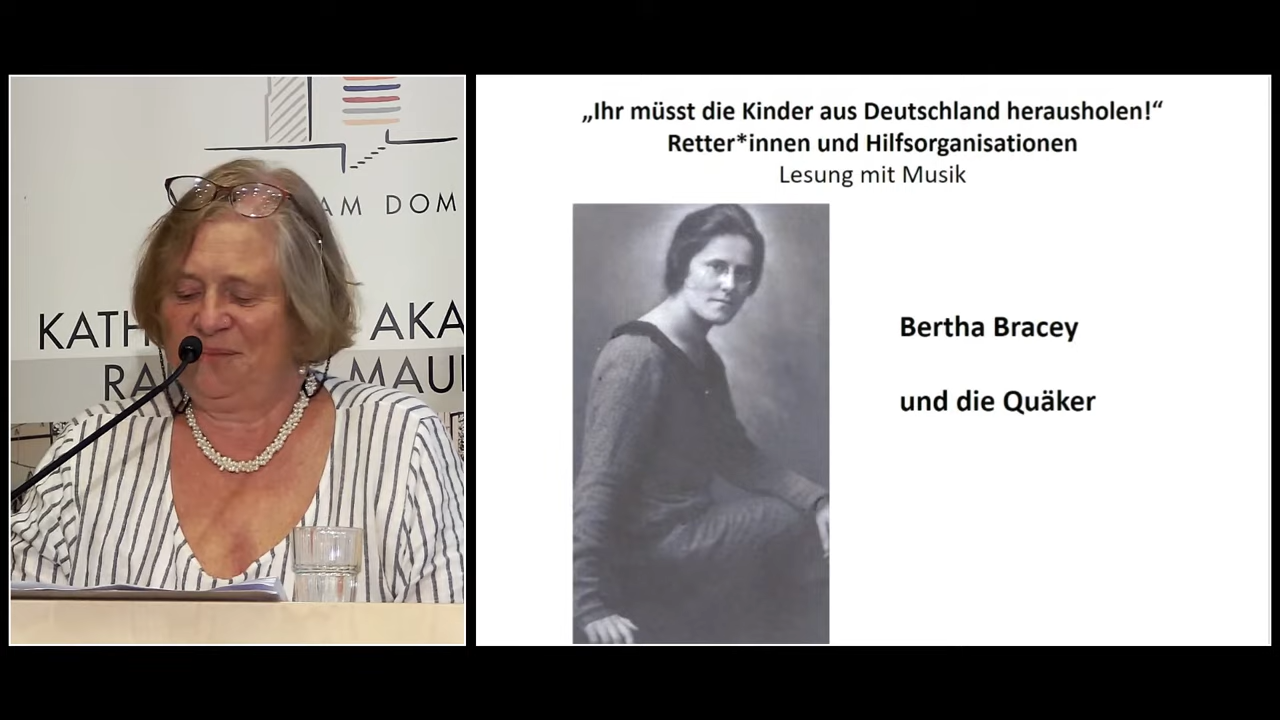 AM DOM
KATH AKA
RA MAU
„Ihr müsst die Kinder aus Deutschland herausholen!“
Retter*innen und Hilfsorganisationen
Lesung mit Musik
Bertha Bracey
und die Quäker